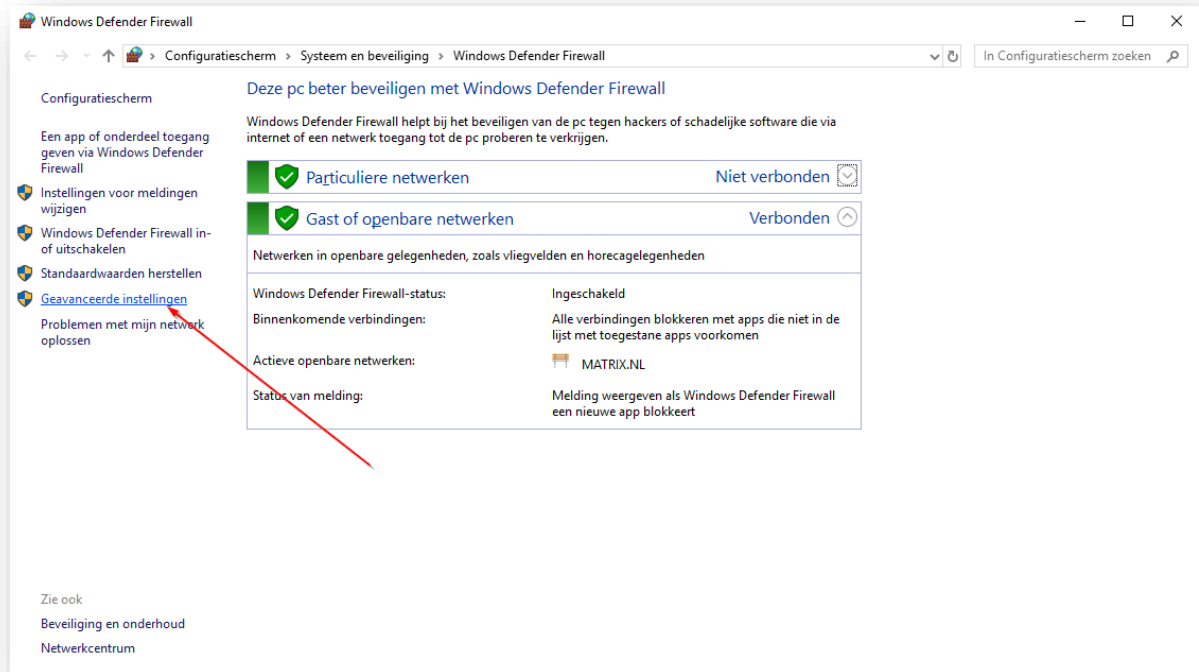 Windows Defender Firewall
Configuratiescherm › Systeem en beveiliging › Windows Defender Firewall
In Configuratiescherm zoeken
Configuratiescherm
Een app of onderdeel toegang
geven via Windows Defender
Firewall
Instellingen voor meldingen
wijzigen
Windows Defender Firewall in-
of uitschakelen
Standaardwaarden herstellen
Geavanceerde instellingen
Problemen met mijn netwerk
oplossen
Deze pc beter beveiligen met Windows Defender Firewall
Windows Defender Firewall helpt bij het beveiligen van de pc tegen hackers of schadelijke software die via
internet of een netwerk toegang tot de pc proberen te verkrijgen.
Particuliere netwerken Niet verbonden
Gast of openbare netwerken Verbonden
Netwerken in openbare gelegenheden, zoals vliegvelden en horecagelegenheden
Windows Defender Firewall-status: Ingeschakeld
Binnenkomende verbindingen: Alle verbindingen blokkeren met apps die niet in de
lijst met toegestane apps voorkomen
Actieve openbare netwerken: MATRIX.NL
Status van melding: Melding weergeven als Windows Defender Firewall
een nieuwe app blokkeert
Zie ook
Beveiliging en onderhoud
Netwerkcentrum